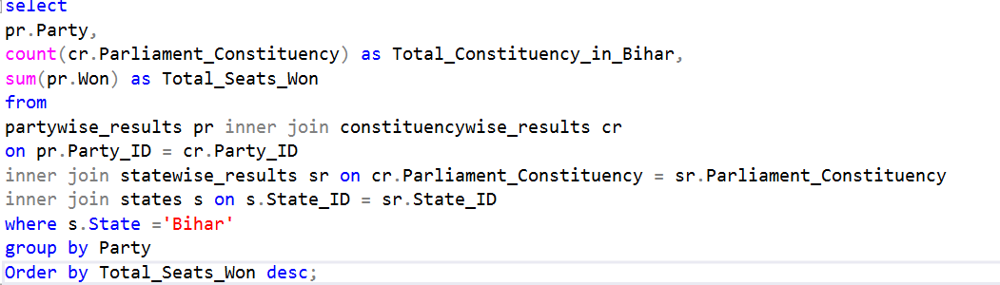 select
pr.Party,
count(cr.Parliament_Constituency) as Total_Constituency_in_Bihar,
sum(pr.Won) as Total_Seats_Won
from
partywise_results pr inner join constituencywise_results cr
on pr.Party_ID = cr.Party_ID
inner join statewise_results sr on cr.Parliament_Constituency = sr.Parliament_Constituency
inner join states s on s.State_ID = sr.State_ID
where s.State ='Bihar'
group by Party
Order by Total_Seats_Won desc;